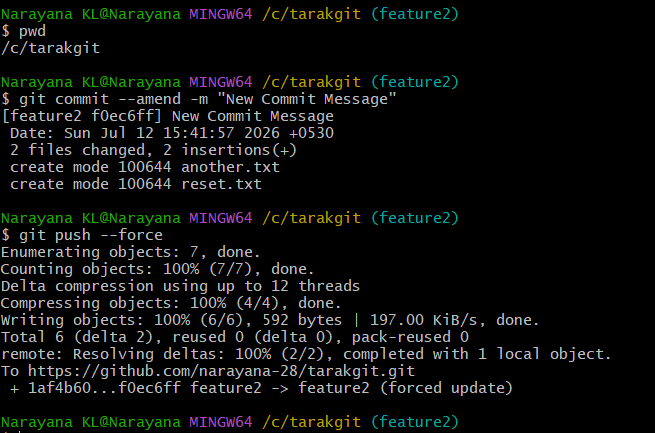 Narayana KL@Narayana MINGW64 /c/tarakgit (feature2)
$ pwd
/c/tarakgit
Narayana KL@Narayana MINGW64 /c/tarakgit (feature2)
$ git commit --amend -m "New Commit Message"
[feature2 f0ec6ff] New Commit Message
 Date: Sun Jul 12 15:41:57 2026 +0530
 2 files changed, 2 insertions(+)
 create mode 100644 another.txt
 create mode 100644 reset.txt
Narayana KL@Narayana MINGW64 /c/tarakgit (feature2)
$ git push --force
Enumerating objects: 7, done.
Counting objects: 100% (7/7), done.
Delta compression using up to 12 threads
Compressing objects: 100% (4/4), done.
Writing objects: 100% (6/6), 592 bytes | 197.00 KiB/s, done.
Total 6 (delta 2), reused 0 (delta 0), pack-reused 0
remote: Resolving deltas: 100% (2/2), completed with 1 local object.
To https://github.com/narayana-28/tarakgit.git
 + 1af4b60...f0ec6ff feature2 -> feature2 (forced update)
Narayana KL@Narayana MINGW64 /c/tarakgit (feature2)